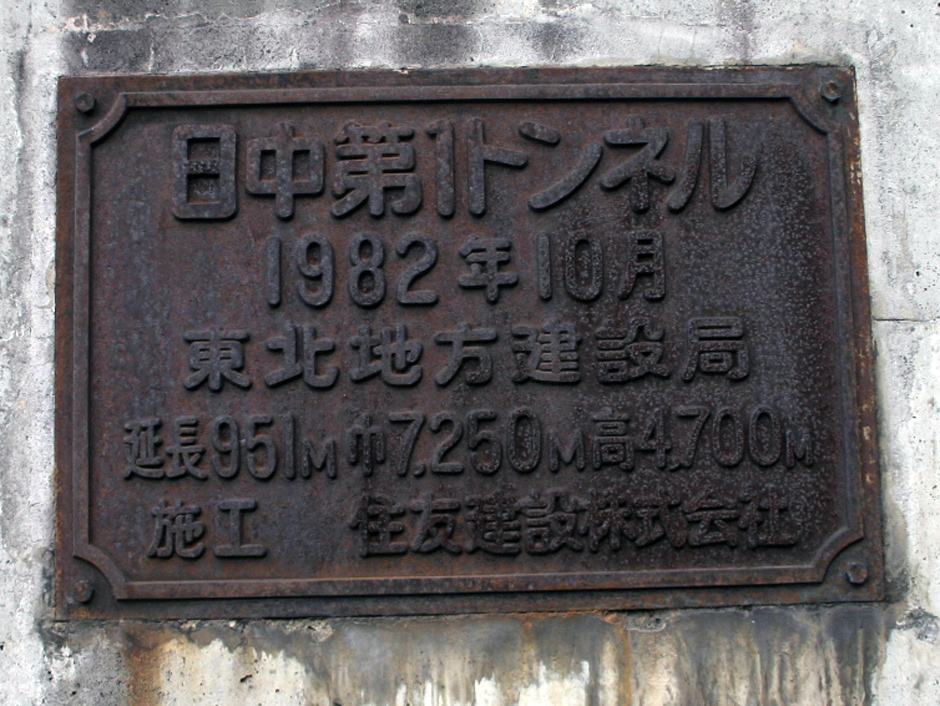 日中第1トンネル
1982年10月
東北地方建設局
延長951M 巾7,250M 高4,700M
施工 住友建設株式会社